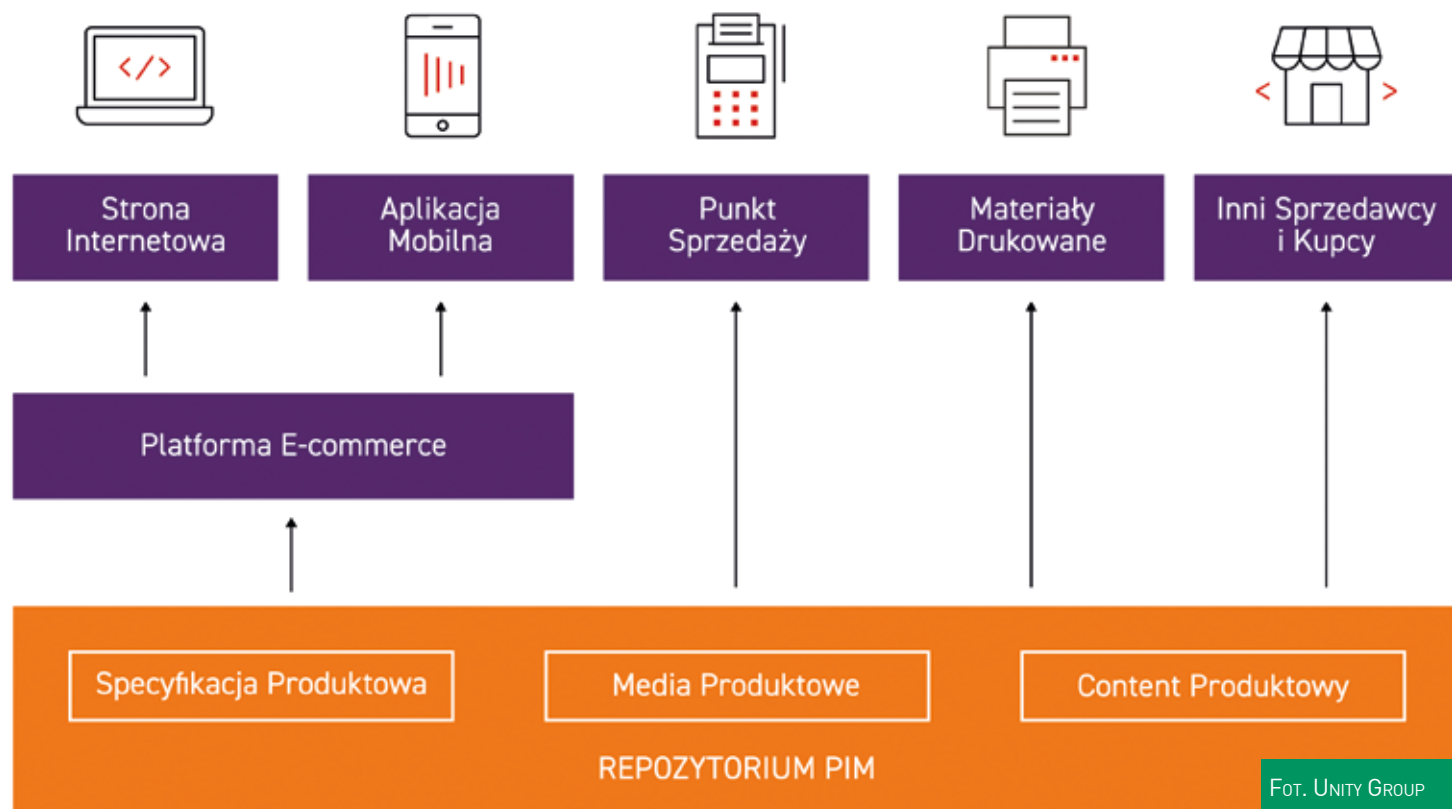 </>
Strona
Internetowa
Aplikacja
Mobilna
Punkt
Sprzedaży
Materiały
Drukowane
< >
Inni Sprzedawcy
i Kupcy
Platforma E-commerce
Specyfikacja Produktowa
Media Produktowe
Content Produktowy
REPOZYTORIUM PIM
Fot. Unity Group